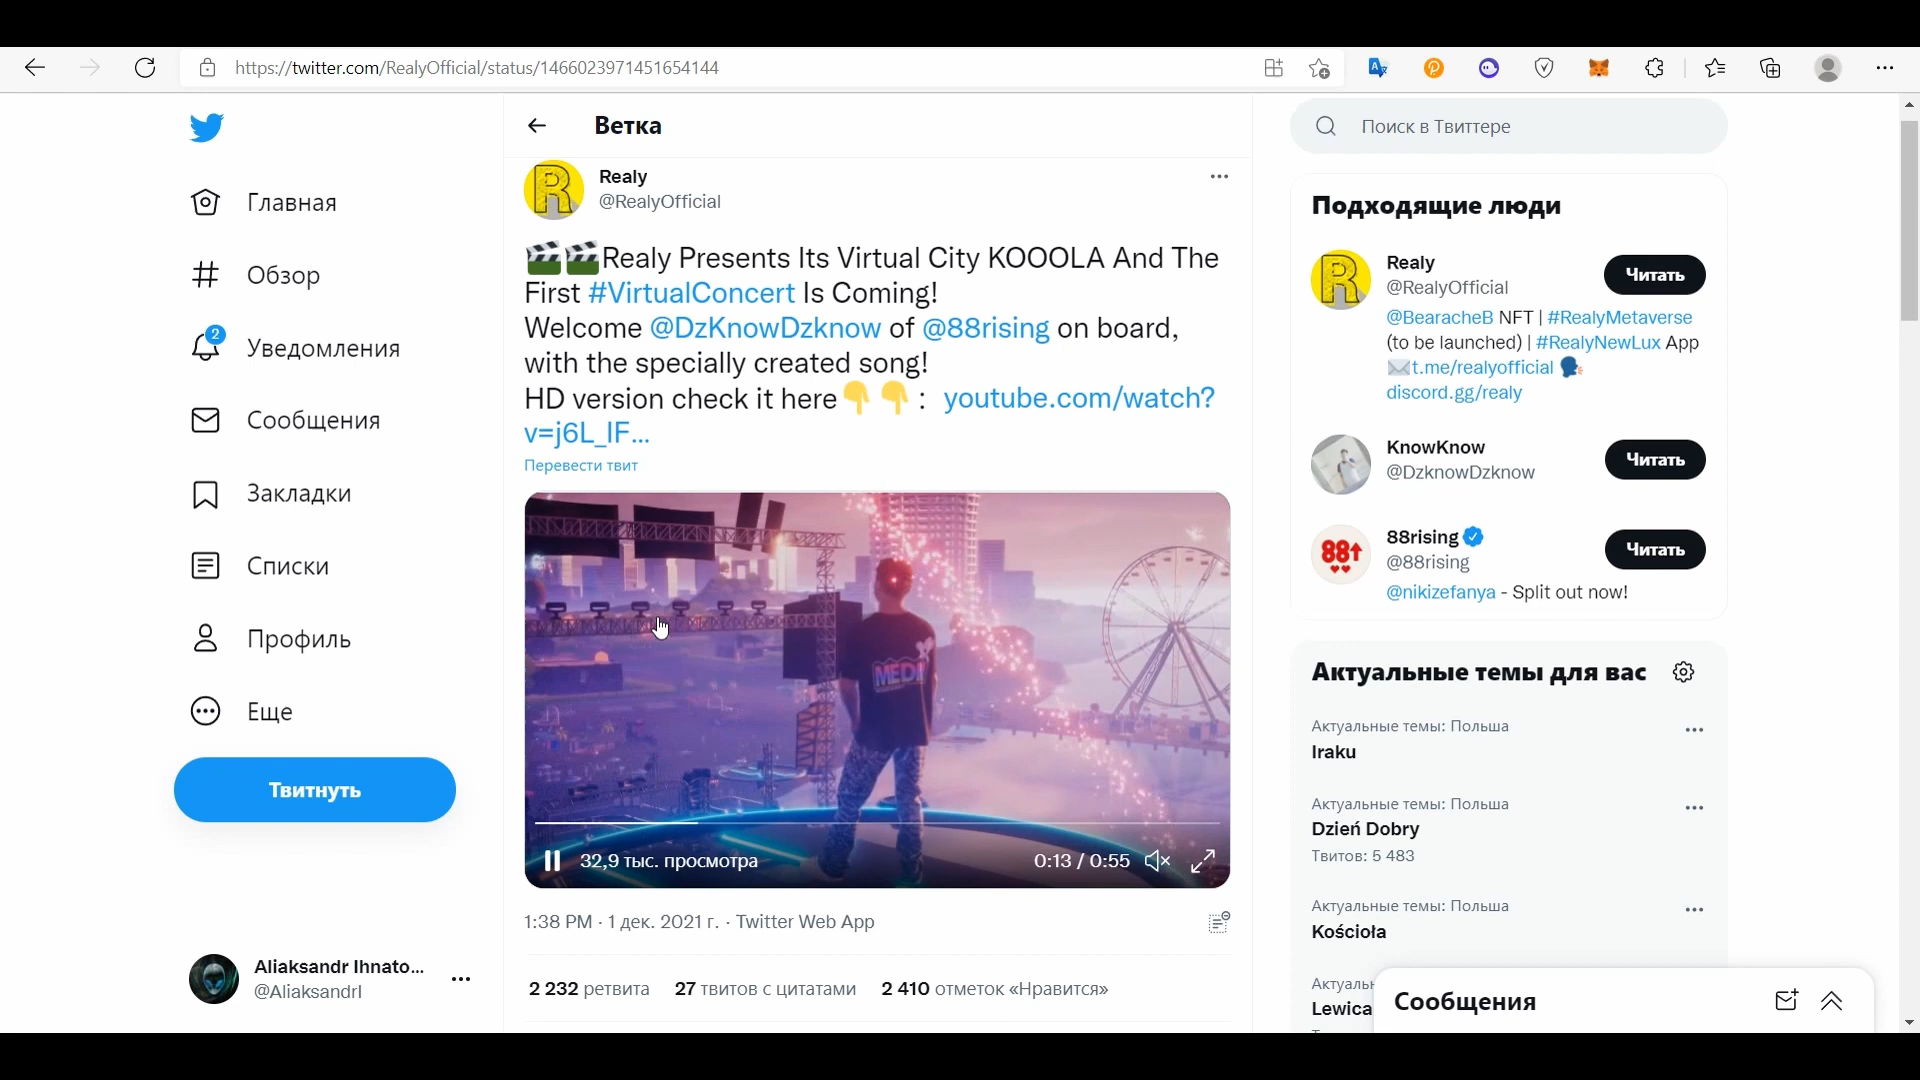 https://twitter.com/RealyOfficial/status/1466023971451654144
Ветка
Поиск в Твиттере
Главная
Обзор
2
Уведомления
Сообщения
Закладки
Списки
Профиль
Еще
Твитнуть
Aliaksandr Ihnato...
@AliaksandrI
R
Realy
@RealyOfficial
🎬🎬Realy Presents Its Virtual City KOOOLA And The
First #VirtualConcert Is Coming!
Welcome @DzKnowDzknow of @88rising on board,
with the specially created song!
HD version check it here👇👇 : youtube.com/watch?
v=j6L_IF...
Перевести твит
MEDI
32,9 тыс. просмотра
0:13 / 0:55
1:38 PM · 1 дек. 2021 г. · Twitter Web App
2 232 ретвита 27 твитов с цитатами 2 410 отметок «Нравится»
Подходящие люди
R
Realy
@RealyOfficial
Читать
@BearacheB NFT | #RealyMetaverse
(to be launched) | #RealyNewLux App
✉️t.me/realyofficial 🗣️
discord.gg/realy
KnowKnow
@DzknowDzknow
Читать
88
88rising
@88rising
Читать
@nikizefanya - Split out now!
Актуальные темы для вас
Актуальные темы: Польша
Iraku
Актуальные темы: Польша
Dzień Dobry
Твитов: 5 483
Актуальные темы: Польша
Kościoła
Актуаль
Lewica
Сообщения